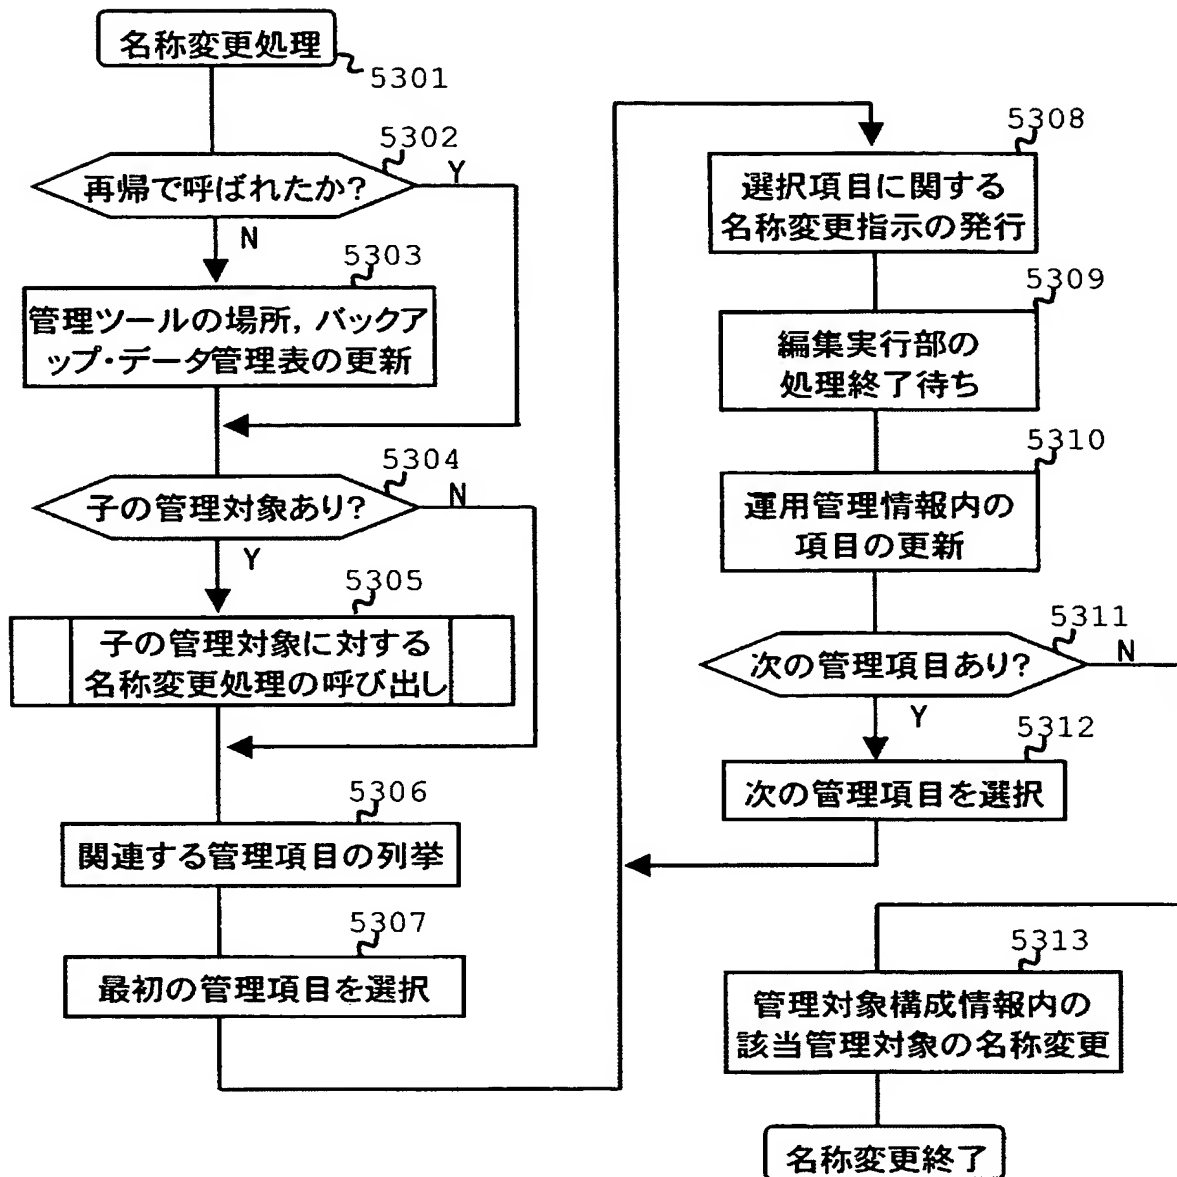 名称変更処理
5301
5302
再帰で呼ばれたか?
Y
N
5303
管理ツールの場所，バックア
ップ・データ管理表の更新
5304
子の管理対象あり?
N
Y
5305
子の管理対象に対する
名称変更処理の呼び出し
5306
関連する管理項目の列挙
5307
最初の管理項目を選択
5308
選択項目に関する
名称変更指示の発行
5309
編集実行部の
処理終了待ち
5310
運用管理情報内の
項目の更新
5311
次の管理項目あり?
N
Y
5312
次の管理項目を選択
5313
管理対象構成情報内の
該当管理対象の名称変更
名称変更終了